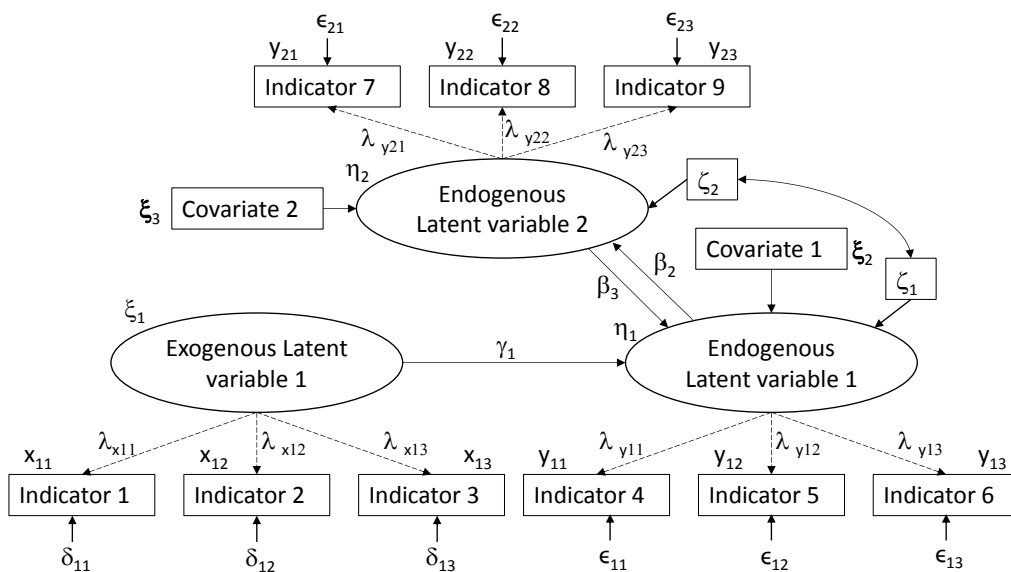 ϵ21 ϵ22 ϵ23
y21 y22 y23
Indicator 7 Indicator 8 Indicator 9
λ y21 λ y22 λ y23
η2
Endogenous
Latent variable 2
ζ2
ξ3 Covariate 2
Covariate 1 ξ2
ζ1
β2
β3
η1
ξ1
Exogenous Latent
variable 1
γ1
Endogenous
Latent variable 1
λx11 λ x12 λ x13 λ y11 λ y12 λ y13
x11 x12 x13 y11 y12 y13
Indicator 1 Indicator 2 Indicator 3 Indicator 4 Indicator 5 Indicator 6
δ11 δ12 δ13 ϵ11 ϵ12 ϵ13